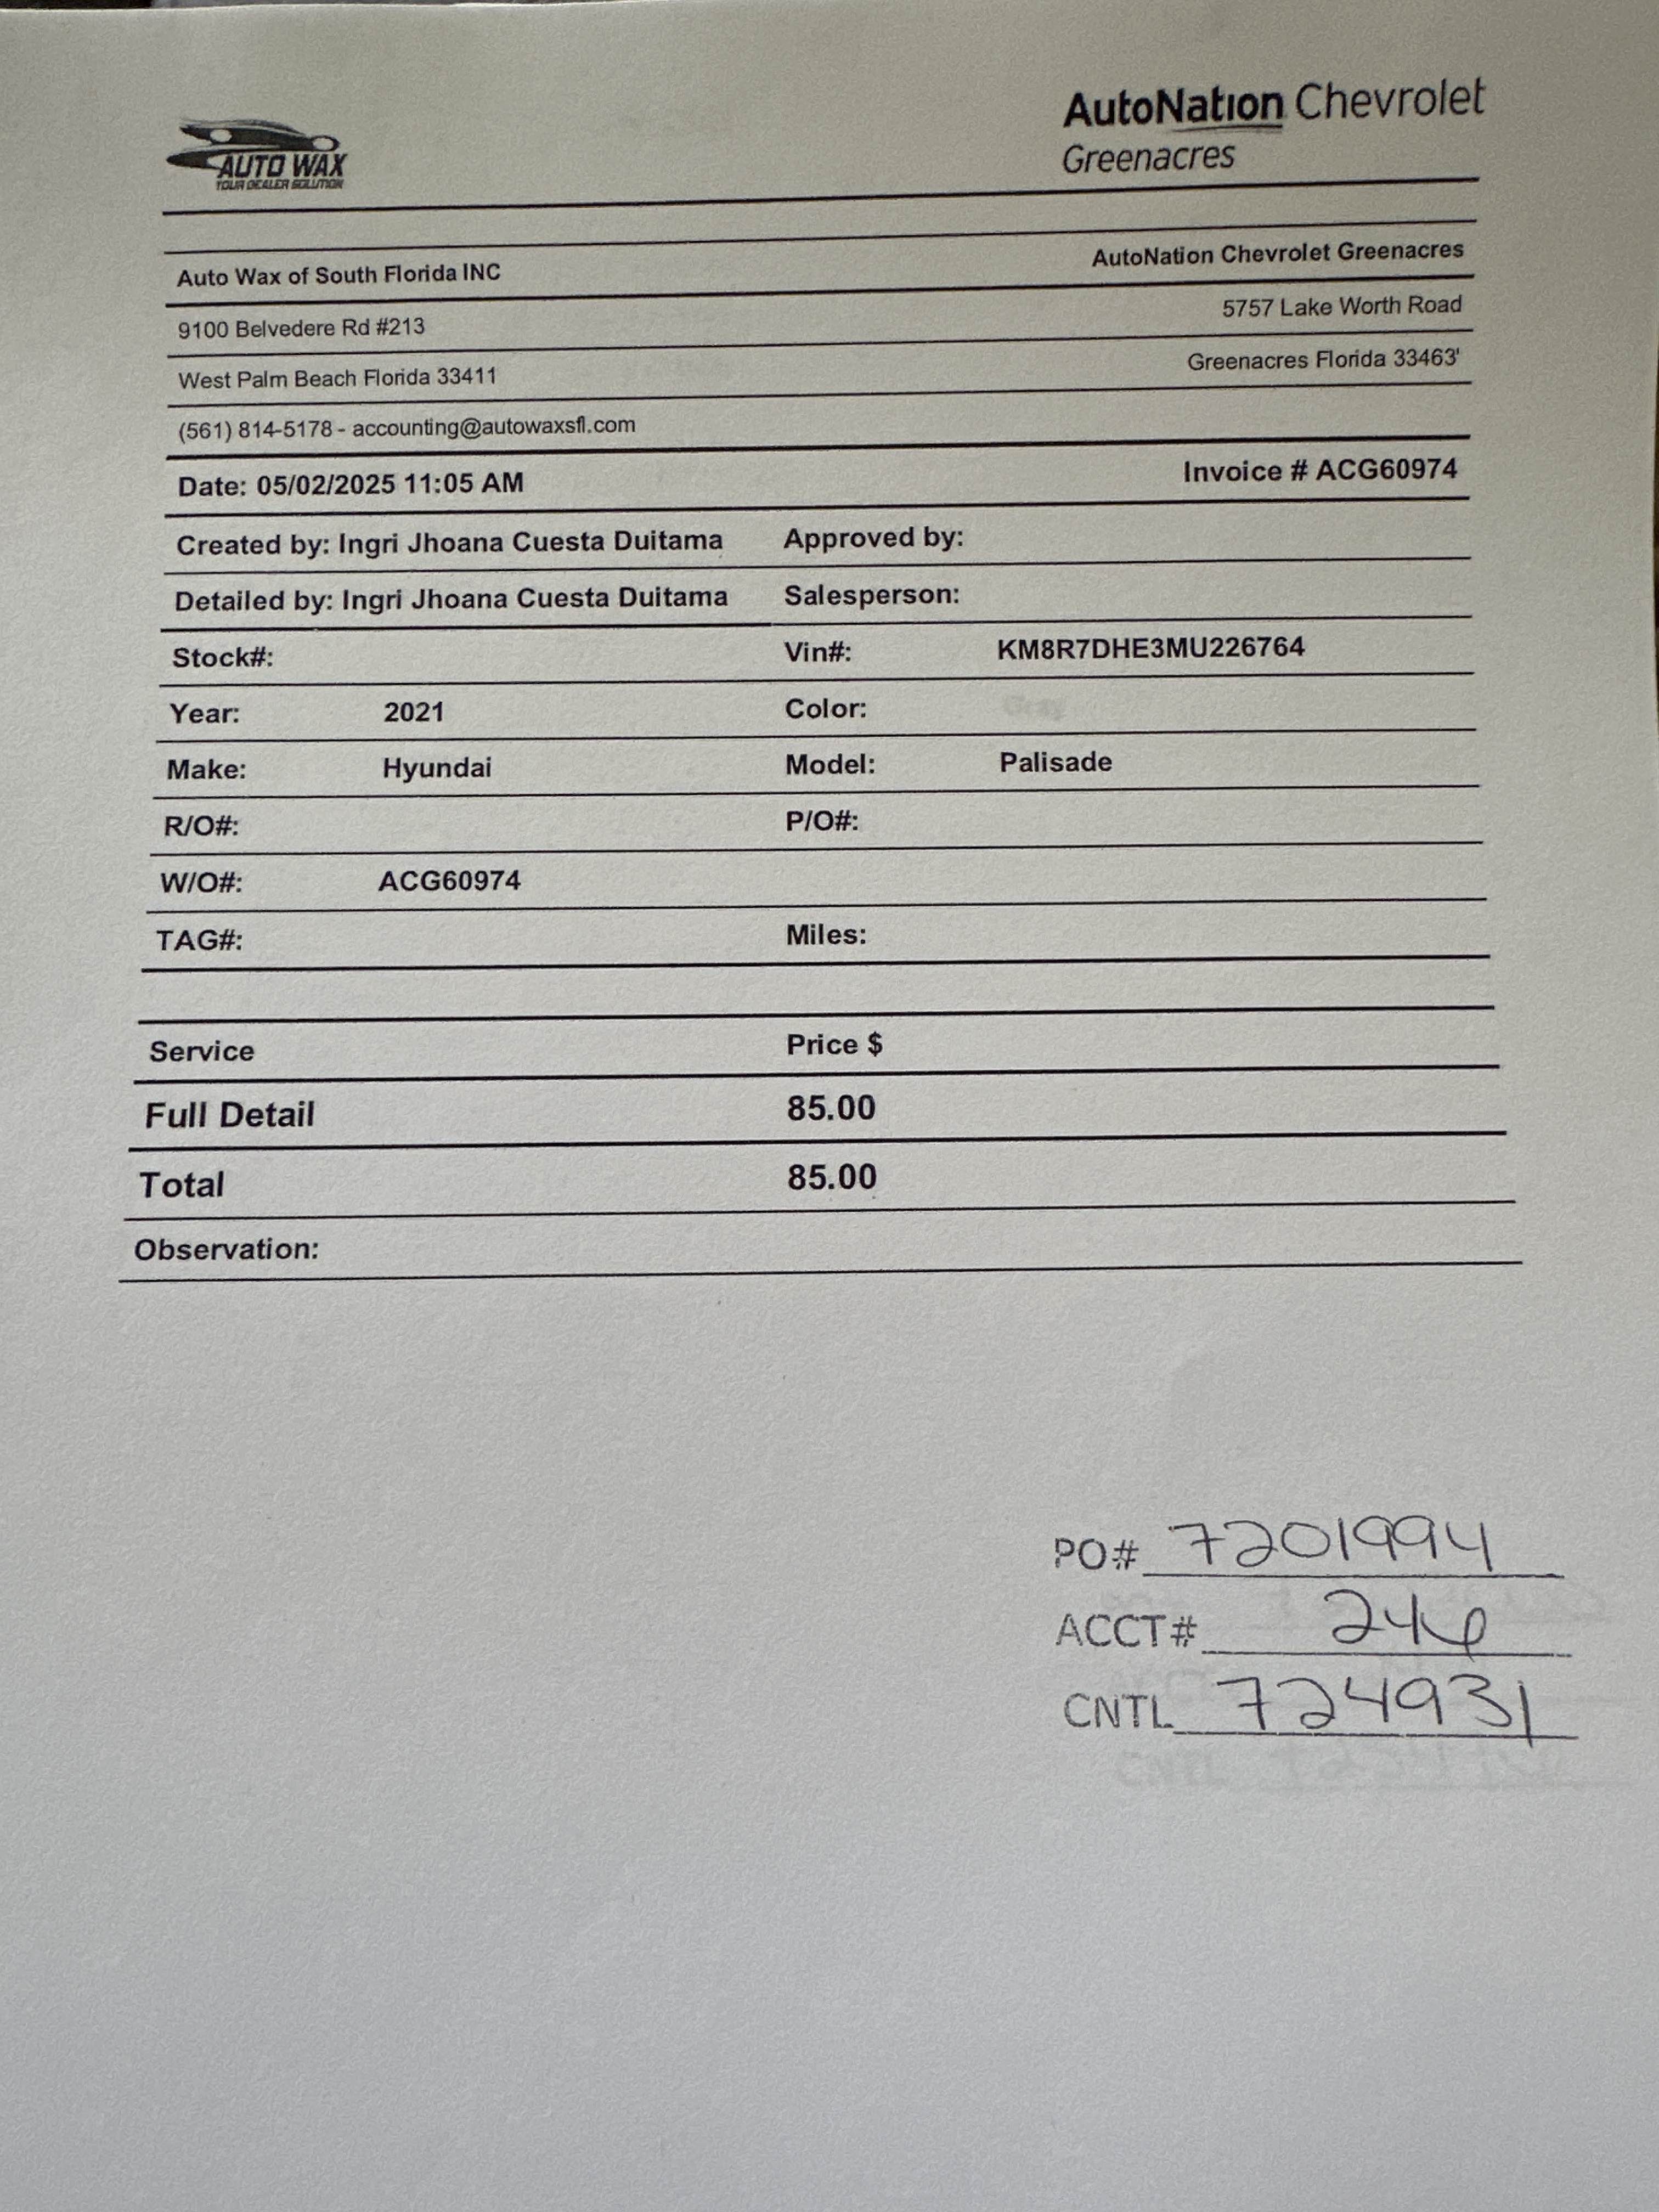 AUTO WAX
YOUR DEALER SOLUTION
AutoNation Chevrolet
Greenacres
Auto Wax of South Florida INC
AutoNation Chevrolet Greenacres
9100 Belvedere Rd #213
5757 Lake Worth Road
West Palm Beach Florida 33411
Greenacres Florida 33463'
(561) 814-5178 - accounting@autowaxsfl.com
Date: 05/02/2025 11:05 AM Invoice # ACG60974
Created by: Ingri Jhoana Cuesta Duitama Approved by:
Detailed by: Ingri Jhoana Cuesta Duitama Salesperson:
Stock#: Vin#: KM8R7DHE3MU226764
Year: 2021 Color: Gray
Make: Hyundai Model: Palisade
R/O#: P/O#:
W/O#: ACG60974
TAG#: Miles:
Service Price $
Full Detail 85.00
Total 85.00
Observation:
PO# 7201994
ACCT# 246
CNTL 724931